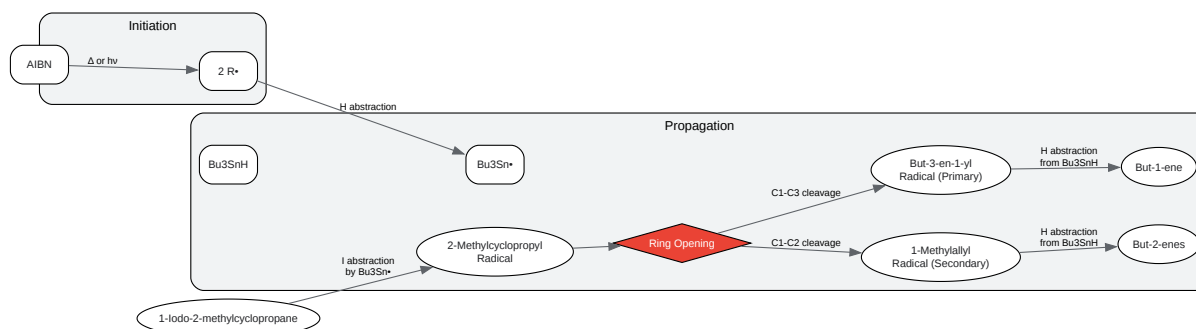 Initiation
AIBN
Δ or hν
2 R•
H abstraction
Propagation
Bu3SnH
Bu3Sn•
But-3-en-1-yl
Radical (Primary)
H abstraction
from Bu3SnH
But-1-ene
C1-C3 cleavage
2-Methylcyclopropyl
Radical
Ring Opening
C1-C2 cleavage
1-Methylallyl
Radical (Secondary)
H abstraction
from Bu3SnH
But-2-enes
I abstraction
by Bu3Sn•
1-Iodo-2-methylcyclopropane